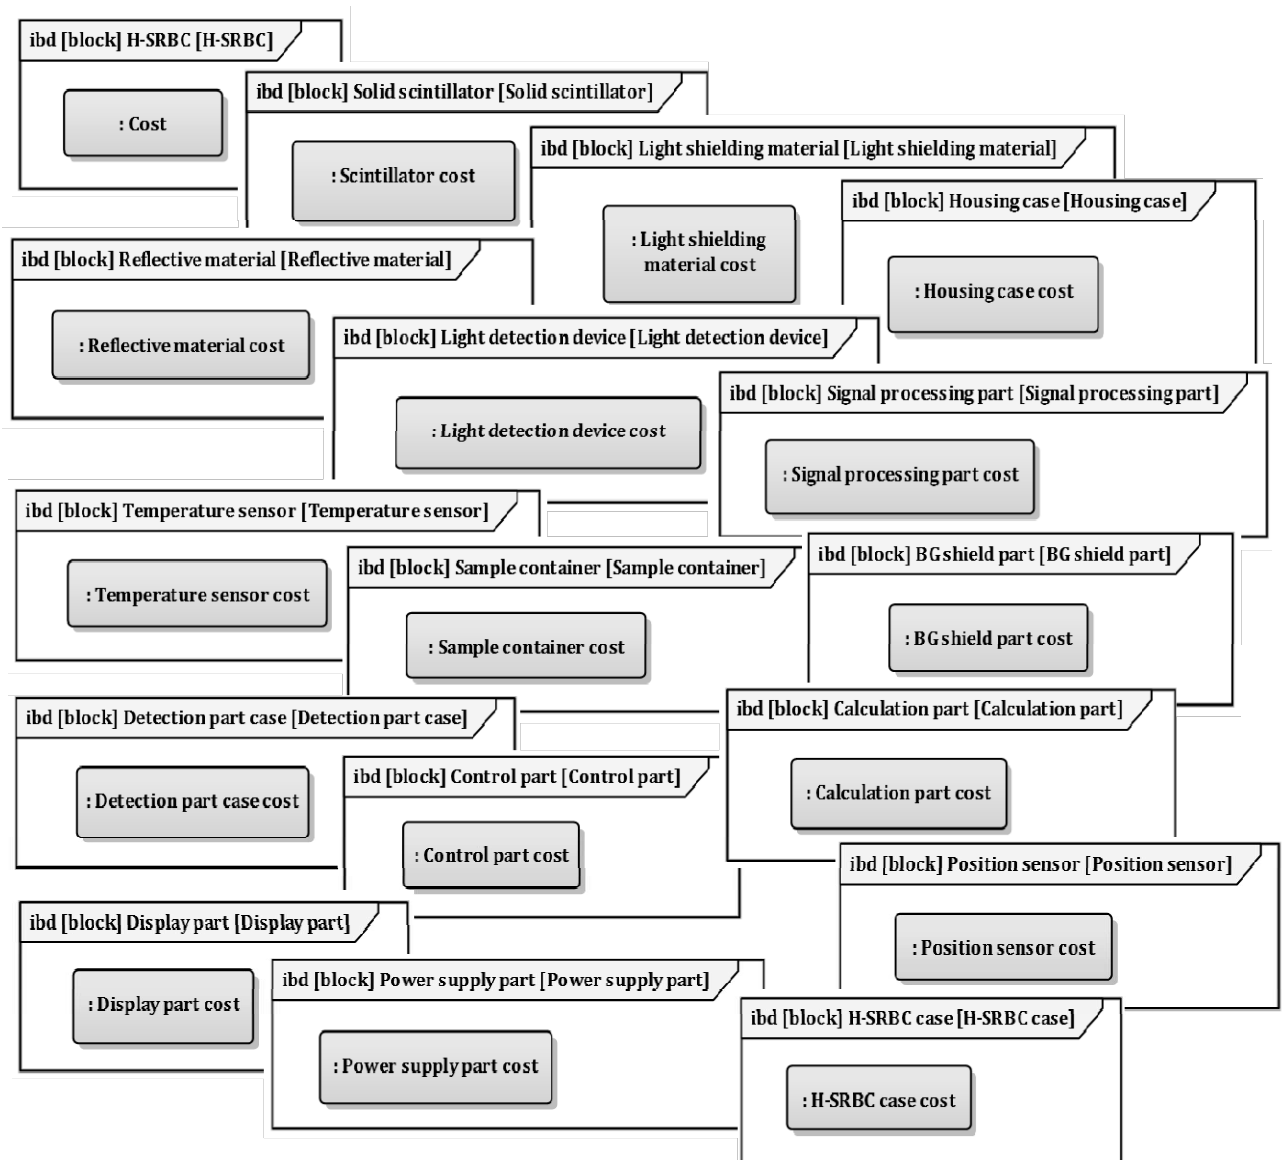 ibd [block] H-SRBC [H-SRBC]
: Cost
ibd [block] Solid scintillator [Solid scintillator]
: Scintillator cost
ibd [block] Light shielding material [Light shielding material]
: Light shielding
material cost
ibd [block] Housing case [Housing case]
: Housing case cost
ibd [block] Reflective material [Reflective material]
: Reflective material cost
ibd [block] Light detection device [Light detection device]
: Light detection device cost
ibd [block] Signal processing part [Signal processing part]
: Signal processing part cost
ibd [block] Temperature sensor [Temperature sensor]
: Temperature sensor cost
ibd [block] Sample container [Sample container]
: Sample container cost
ibd [block] BG shield part [BG shield part]
: BG shield part cost
ibd [block] Detection part case [Detection part case]
: Detection part case cost
ibd [block] Control part [Control part]
: Control part cost
ibd [block] Calculation part [Calculation part]
: Calculation part cost
ibd [block] Position sensor [Position sensor]
: Position sensor cost
ibd [block] Display part [Display part]
: Display part cost
ibd [block] Power supply part [Power supply part]
: Power supply part cost
ibd [block] H-SRBC case [H-SRBC case]
: H-SRBC case cost